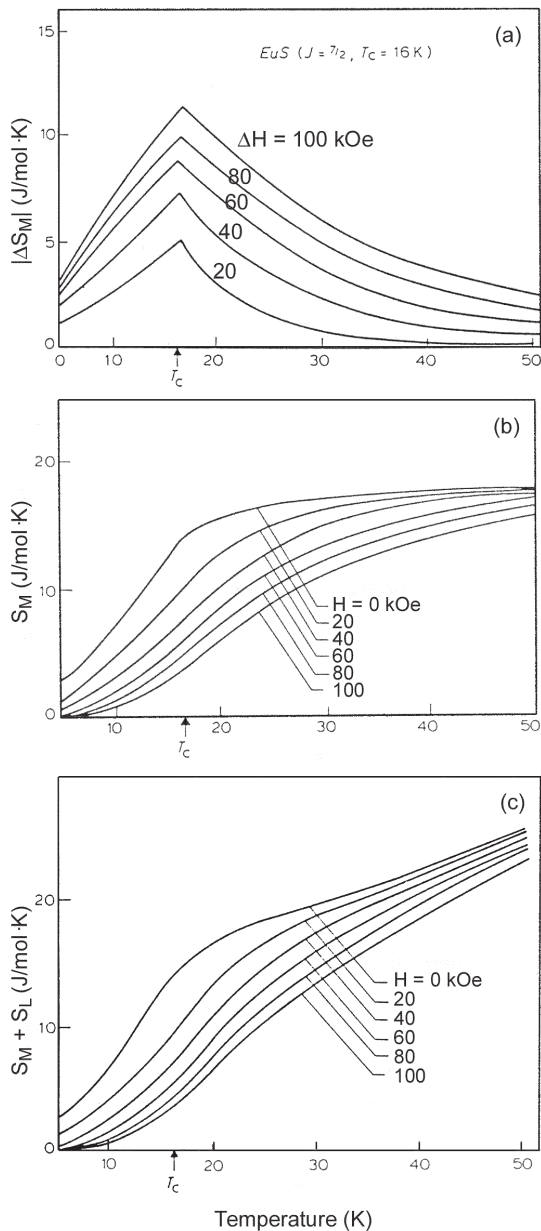 (a)
EuS (J = 7/2, TC = 16 K)
ΔH = 100 kOe
80
60
40
20
15
10
5
0
|ΔSM| (J/mol·K)
0 10 20 30 40 50
TC
(b)
20
10
0
SM (J/mol·K)
H = 0 kOe
20
40
60
80
100
10 20 30 40 50
TC
(c)
20
10
0
SM + SL (J/mol·K)
H = 0 kOe
20
40
60
80
100
10 20 30 40 50
TC
Temperature (K)